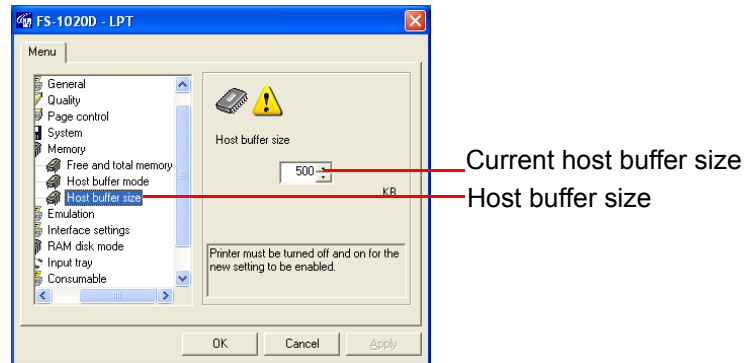 FS-1020D - LPT
Menu
General
Quality
Page control
System
Memory
Free and total memory
Host buffer mode
Host buffer size
Emulation
Interface settings
RAM disk mode
Input tray
Consumable
Host buffer size
500
KB
Printer must be turned off and on for the
new setting to be enabled.
OK Cancel Apply
Current host buffer size
Host buffer size